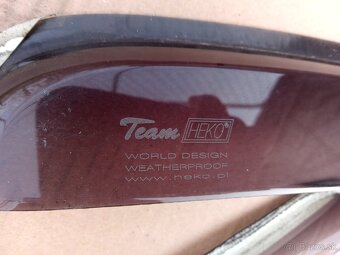 Team HEKO®
WORLD DESIGN
WEATHERPROOF
www.heko.pl